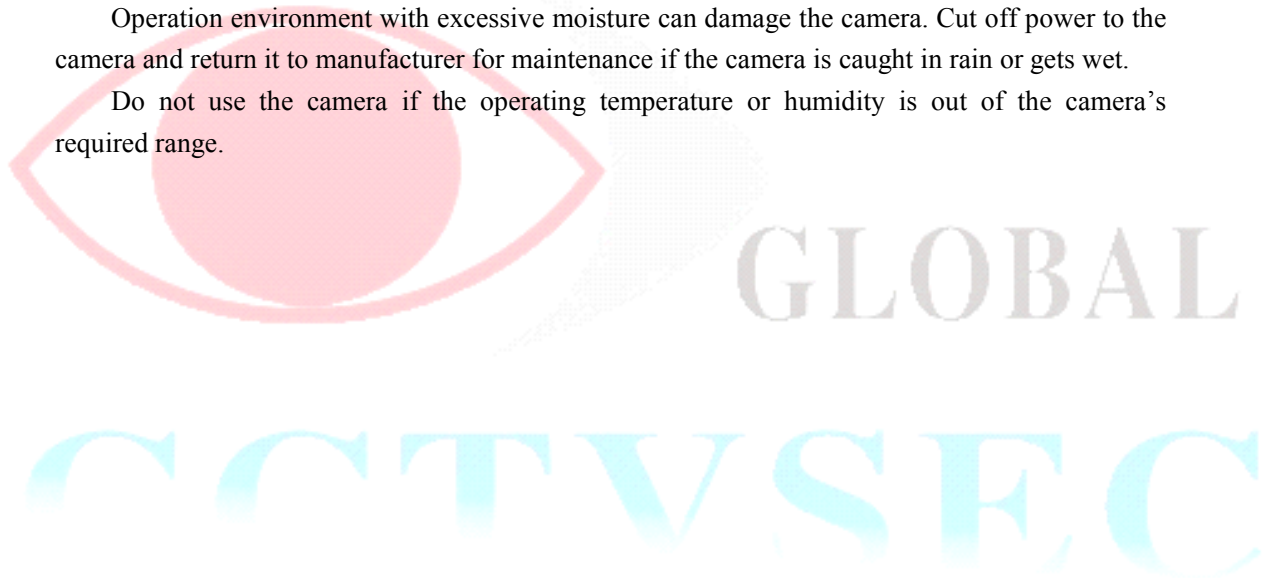 Operation environment with excessive moisture can damage the camera. Cut off power to the
camera and return it to manufacturer for maintenance if the camera is caught in rain or gets wet.
Do not use the camera if the operating temperature or humidity is out of the camera’s
required range.
GLOBAL
CCTVSEC